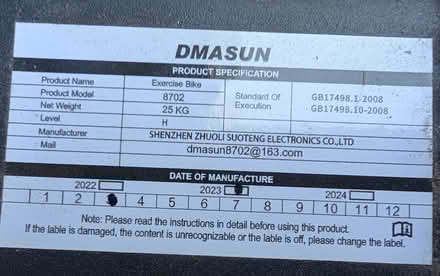 DMASUN
PRODUCT SPECIFICATION
Product Name Exercise Bike
Product Model 8702
Net Weight 25 KG
Level H
Standard Of Execution
GB17498.1-2008
GB17498.10-2008
Manufacturer SHENZHEN ZHUOLI SUOTENG ELECTRONICS CO.,LTD
Mail dmasun8702@163.com
DATE OF MANUFACTURE
2022 2023 2024
1 2 4 5 6 7 8 9 10 11 12
Note: Please read the instructions in detail before using this product.
If the lable is damaged, the content is unrecognizable or the lable is off, please change the label.